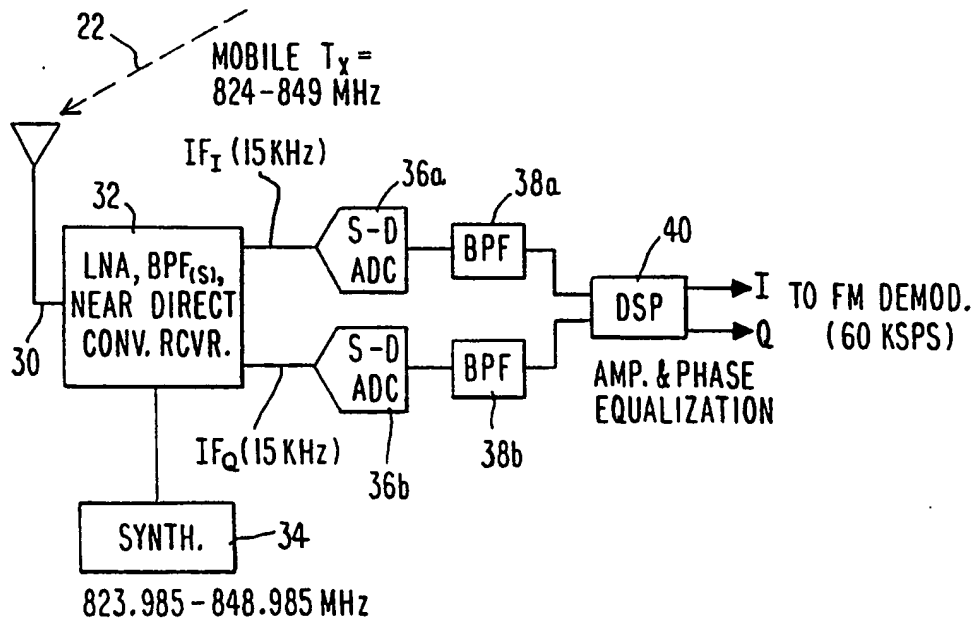 22
MOBILE Tx =
824-849 MHz
IFI (15KHz)
36a
38a
32
40
S-D
ADC
BPF
LNA, BPF(S),
NEAR DIRECT
CONV. RCVR.
DSP
I
Q
TO FM DEMOD.
(60 KSPS)
30
S-D
ADC
BPF
AMP. & PHASE
EQUALIZATION
IFQ (15KHz)
36b
38b
SYNTH.
34
823.985-848.985 MHz